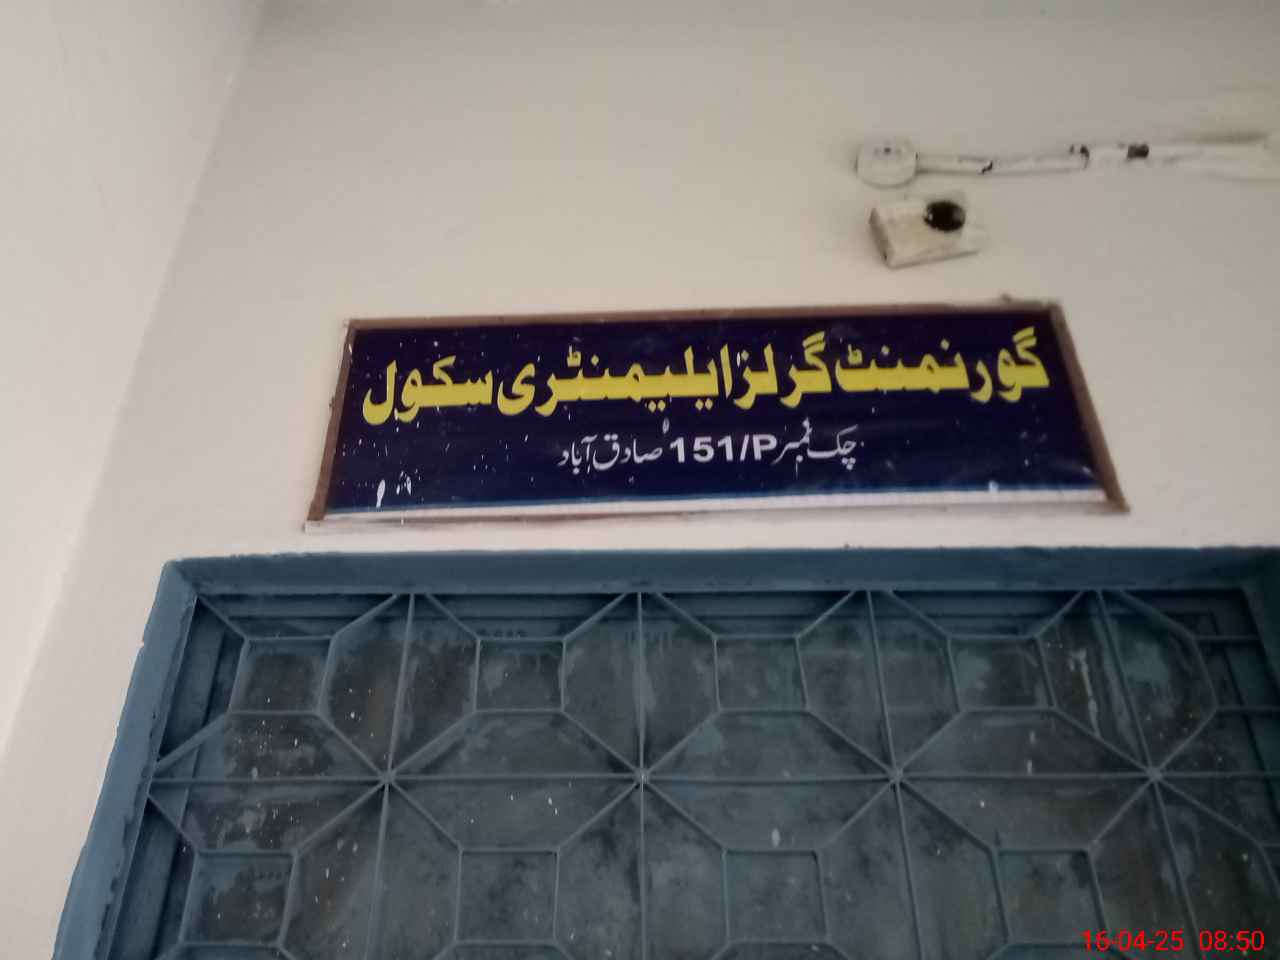 گورنمنٹ گرلز ایلیمنٹری سکول
چک نمبر 151/P صادق آباد
16-04-25 08:50